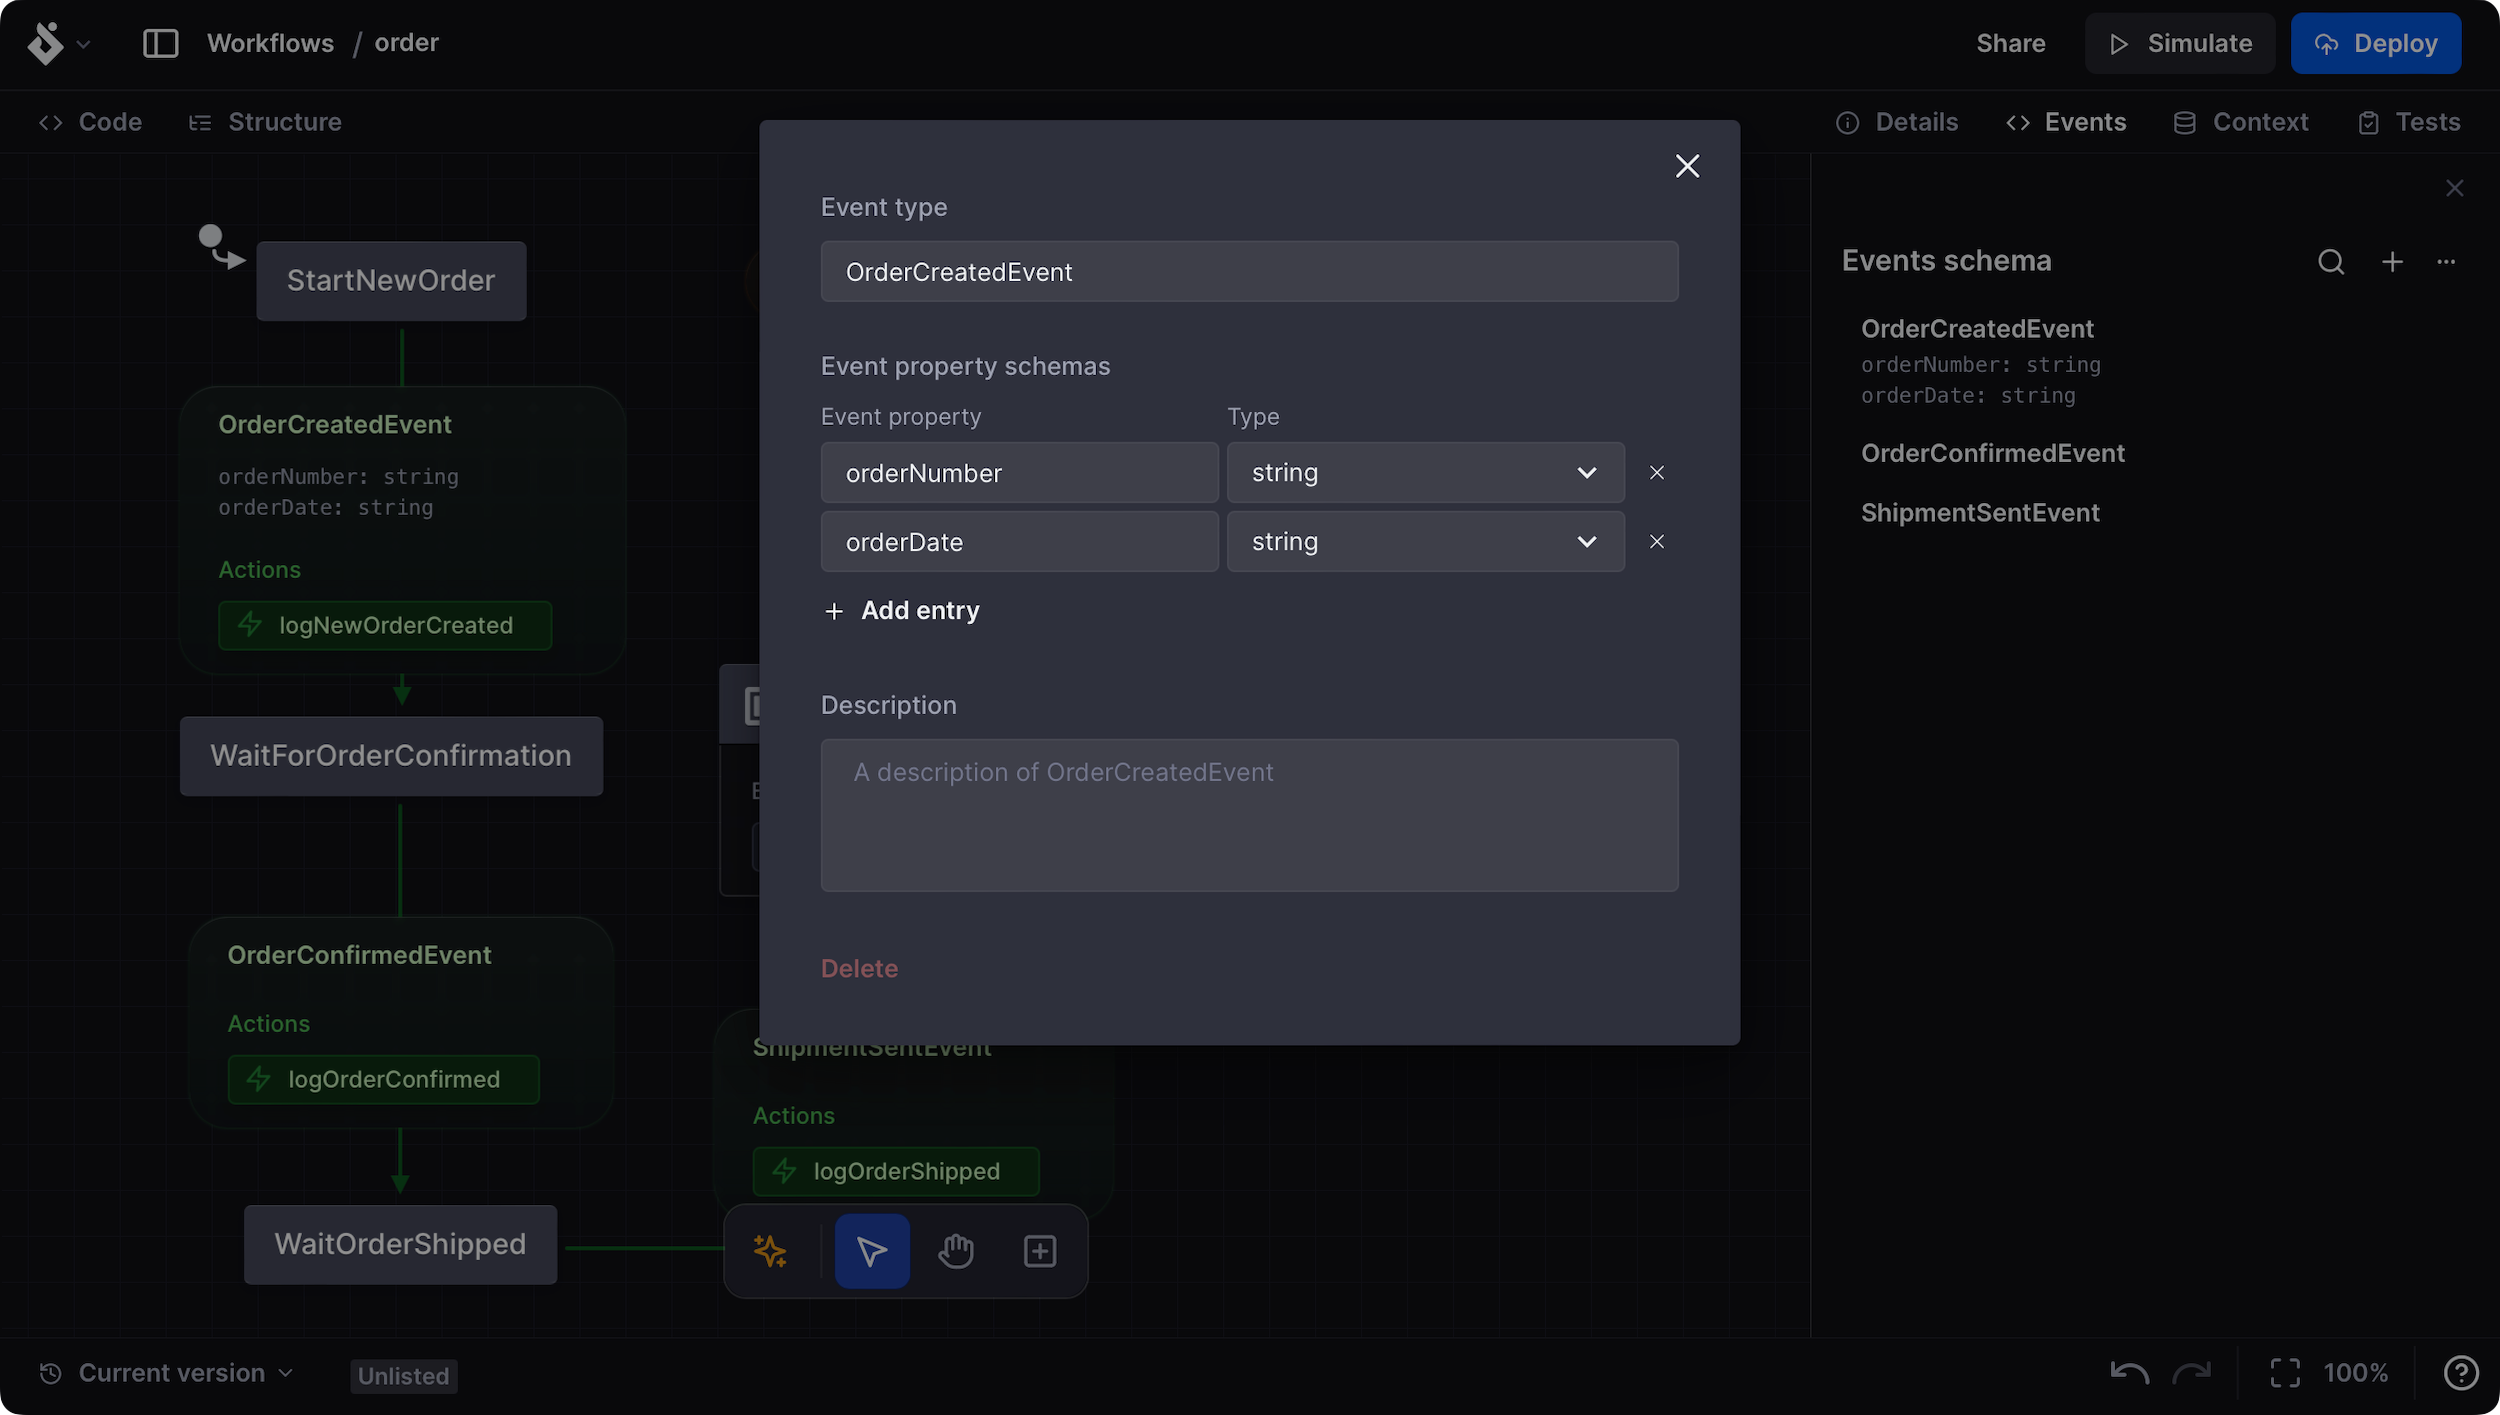 Workflows / order
Share
Simulate
Deploy
Code
Structure
Details
Events
Context
Tests
StartNewOrder
OrderCreatedEvent
orderNumber: string
orderDate: string
Actions
logNewOrderCreated
WaitForOrderConfirmation
OrderConfirmedEvent
Actions
logOrderConfirmed
WaitOrderShipped
ShipmentSentEvent
Actions
logOrderShipped
Event type
OrderCreatedEvent
Event property schemas
Event property Type
orderNumber string
orderDate string
Add entry
Description
A description of OrderCreatedEvent
Delete
Events schema
OrderCreatedEvent
orderNumber: string
orderDate: string
OrderConfirmedEvent
ShipmentSentEvent
Current version
Unlisted
100%